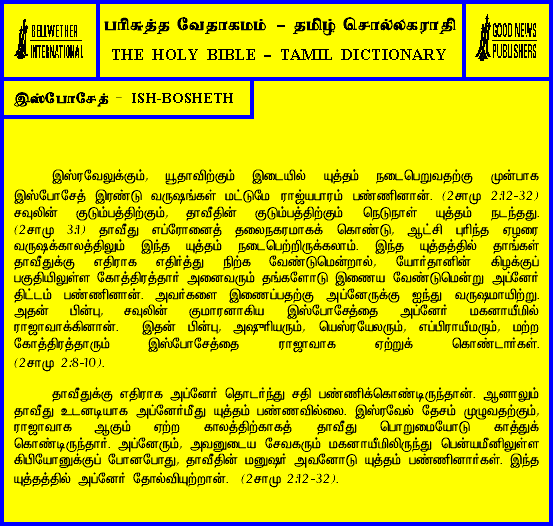 BELLWETHER
INTERNATIONAL
பரிசுத்த வேதாகமம் – தமிழ் சொல்லகராதி
THE HOLY BIBLE – TAMIL DICTIONARY
GOOD NEWS
PUBLISHERS
இஸ்போசேத் – ISH-BOSHETH
இஸ்ரவேலுக்கும், யூதாவிற்கும் இடையில் யுத்தம் நடைபெறுவதற்கு முன்பாக
இஸ்போசேத் இரண்டு வருஷங்கள் மட்டுமே ராஜ்யபாரம் பண்ணினான். (2சாமு 2:12-32)
சவுலின் குடும்பத்திற்கும், தாவீதின் குடும்பத்திற்கும் நெடுநாள் யுத்தம் நடந்தது.
(2சாமு 3:1) தாவீது எப்ரோனைத் தலைநகரமாகக் கொண்டு, ஆட்சி புரிந்த ஏழரை
வருஷக்காலத்திலும் இந்த யுத்தம் நடைபெற்றிருக்கலாம். இந்த யுத்தத்தில் தாங்கள்
தாவீதுக்கு எதிராக எதிர்த்து நிற்க வேண்டுமென்றால், யோர்தானின் கிழக்குப்
பகுதியிலுள்ள கோத்திரத்தார் அனைவரும் தங்களோடு இணைய வேண்டுமென்று அப்னேர்
திட்டம் பண்ணினான். அவர்களை இணைப்பதற்கு அப்னேருக்கு ஐந்து வருஷமாயிற்று.
அதன் பின்பு, சவுலின் குமாரனாகிய இஸ்போசேத்தை அப்னேர் மகனாயீமில்
ராஜாவாக்கினான். இதன் பின்பு, அஷூரியரும், யெஸ்ரயேலரும், எப்பிராயீமரும், மற்ற
கோத்திரத்தாரும் இஸ்போசேத்தை ராஜாவாக ஏற்றுக் கொண்டார்கள்.
(2சாமு 2:8-10).
தாவீதுக்கு எதிராக அப்னேர் தொடர்ந்து சதி பண்ணிக்கொண்டிருந்தான். ஆனாலும்
தாவீது உடனடியாக அப்னேர்மீது யுத்தம் பண்ணவில்லை. இஸ்ரவேல் தேசம் முழுவதற்கும்,
ராஜாவாக ஆகும் ஏற்ற காலத்திற்காகத் தாவீது பொறுமையோடு காத்துக்
கொண்டிருந்தார். அப்னேரும், அவனுடைய சேவகரும் மகனாயீமிலிருந்து பென்யமீனிலுள்ள
கிபியோனுக்குப் போனபோது, தாவீதின் மனுஷர் அவனோடு யுத்தம் பண்ணினார்கள். இந்த
யுத்தத்தில் அப்னேர் தோல்வியுற்றான். (2சாமு 2:12-32).